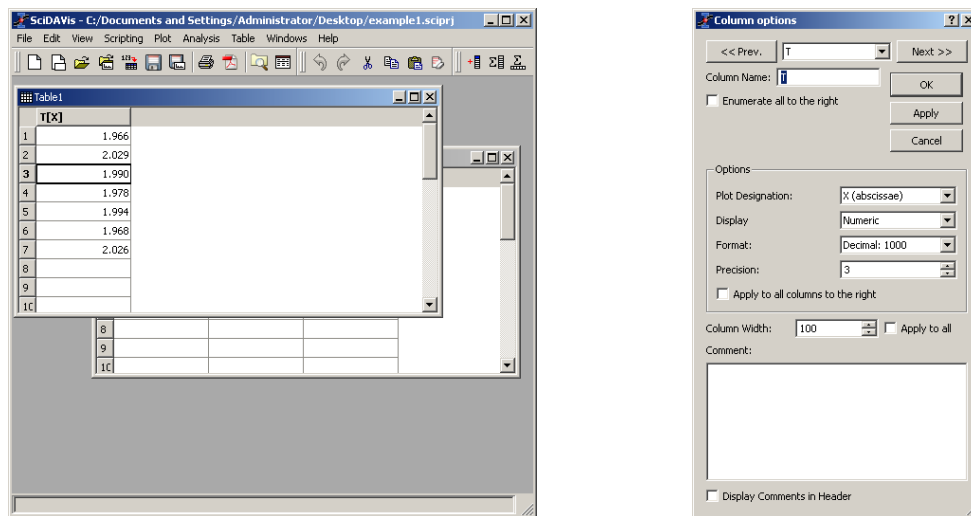 SciDAVis - C:/Documents and Settings/Administrator/Desktop/example1.sciprj
File Edit View Scripting Plot Analysis Table Windows Help
Table1
T[X]
1 1.966
2 2.029
3 1.990
4 1.978
5 1.994
6 1.968
7 2.026
8
9
10
8
9
10
Column options
<< Prev. T Next >>
Column Name: T
OK
Enumerate all to the right
Apply
Cancel
Options
Plot Designation: X (abscissae)
Display Numeric
Format: Decimal: 1000
Precision: 3
Apply to all columns to the right
Column Width: 100 Apply to all
Comment:
Display Comments in Header